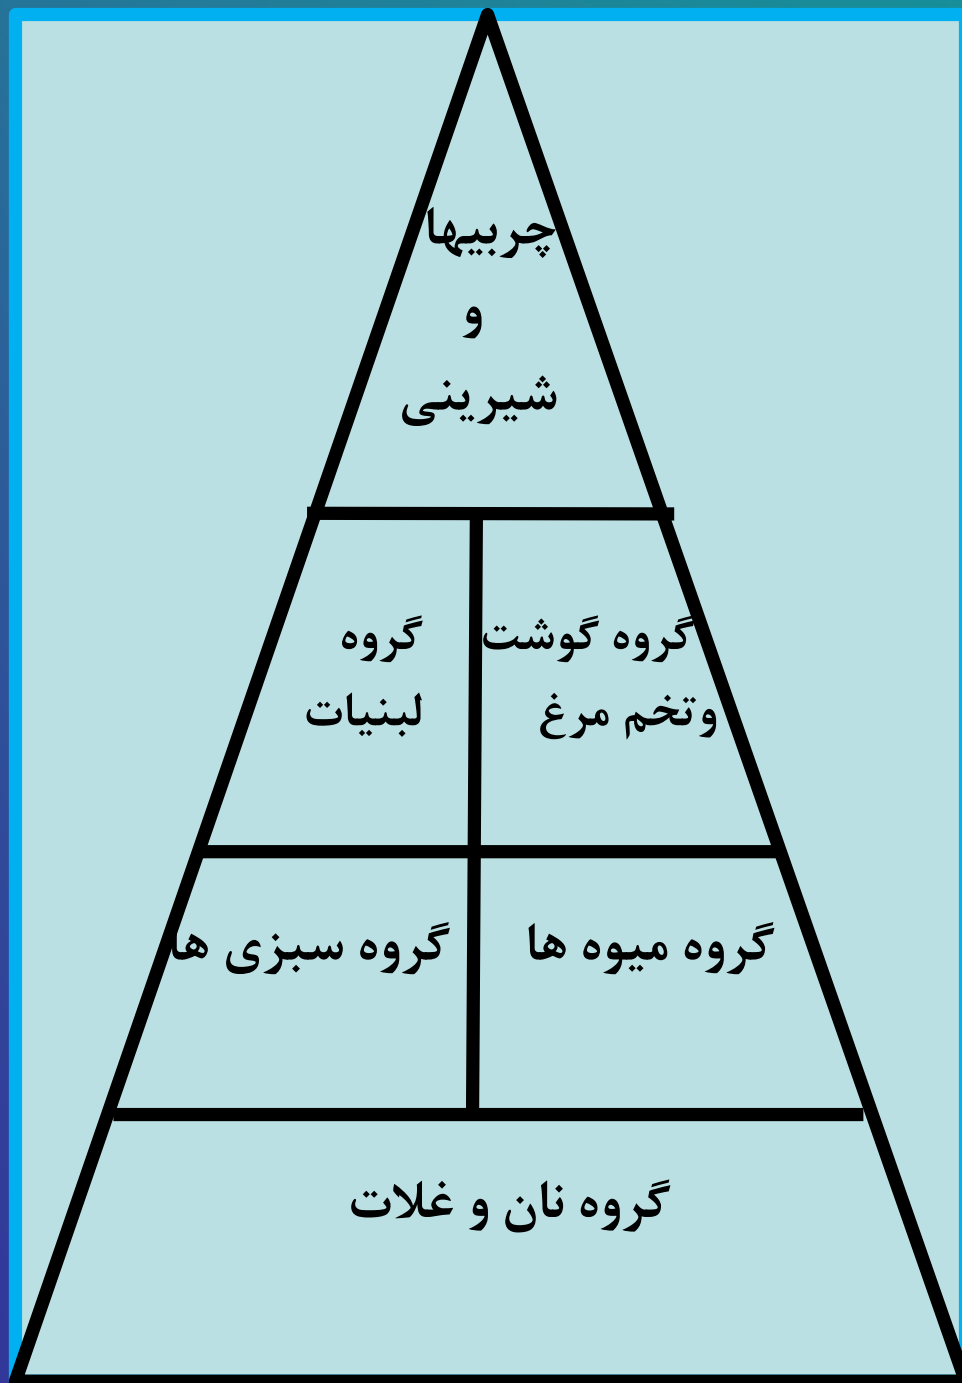 چربیها
و
شیرینی
گروه گوشت
وتخم مرغ
گروه
لبنیات
گروه میوه ها
گروه سبزی ها
گروه نان و غلات